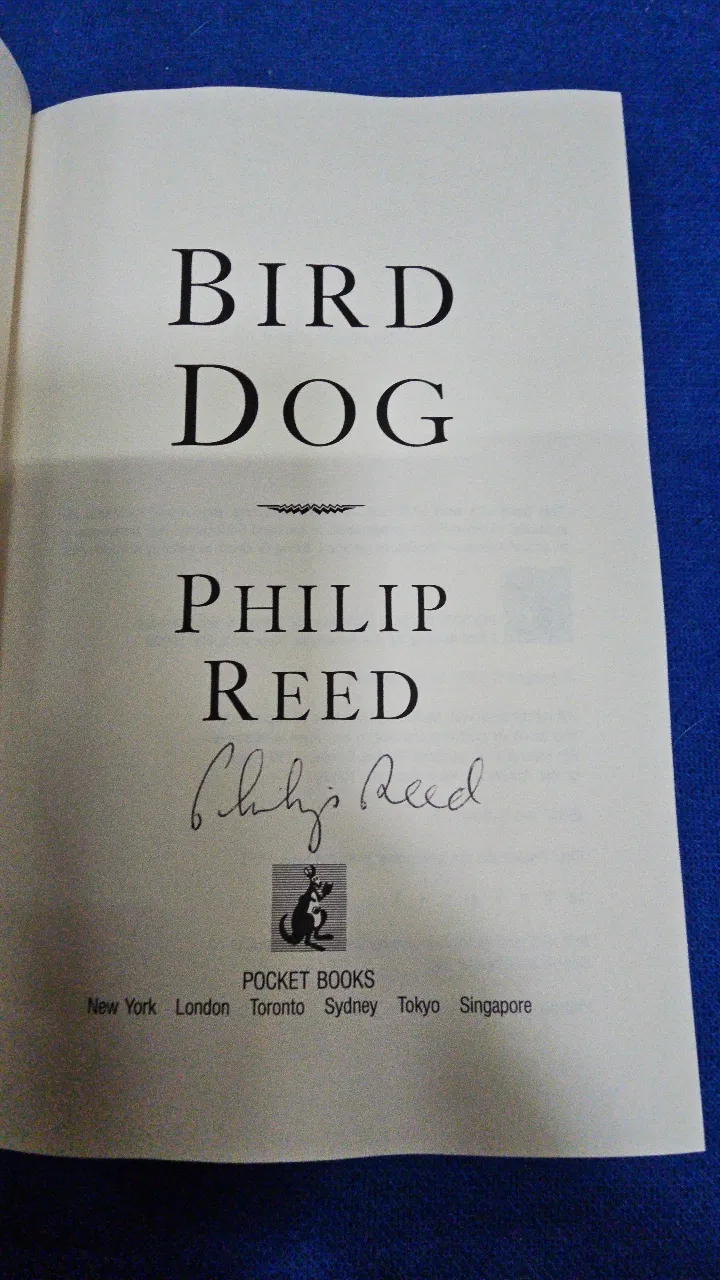 BIRD
DOG
PHILIP
REED
Philip Reed
POCKET BOOKS
New York London Toronto Sydney Tokyo Singapore